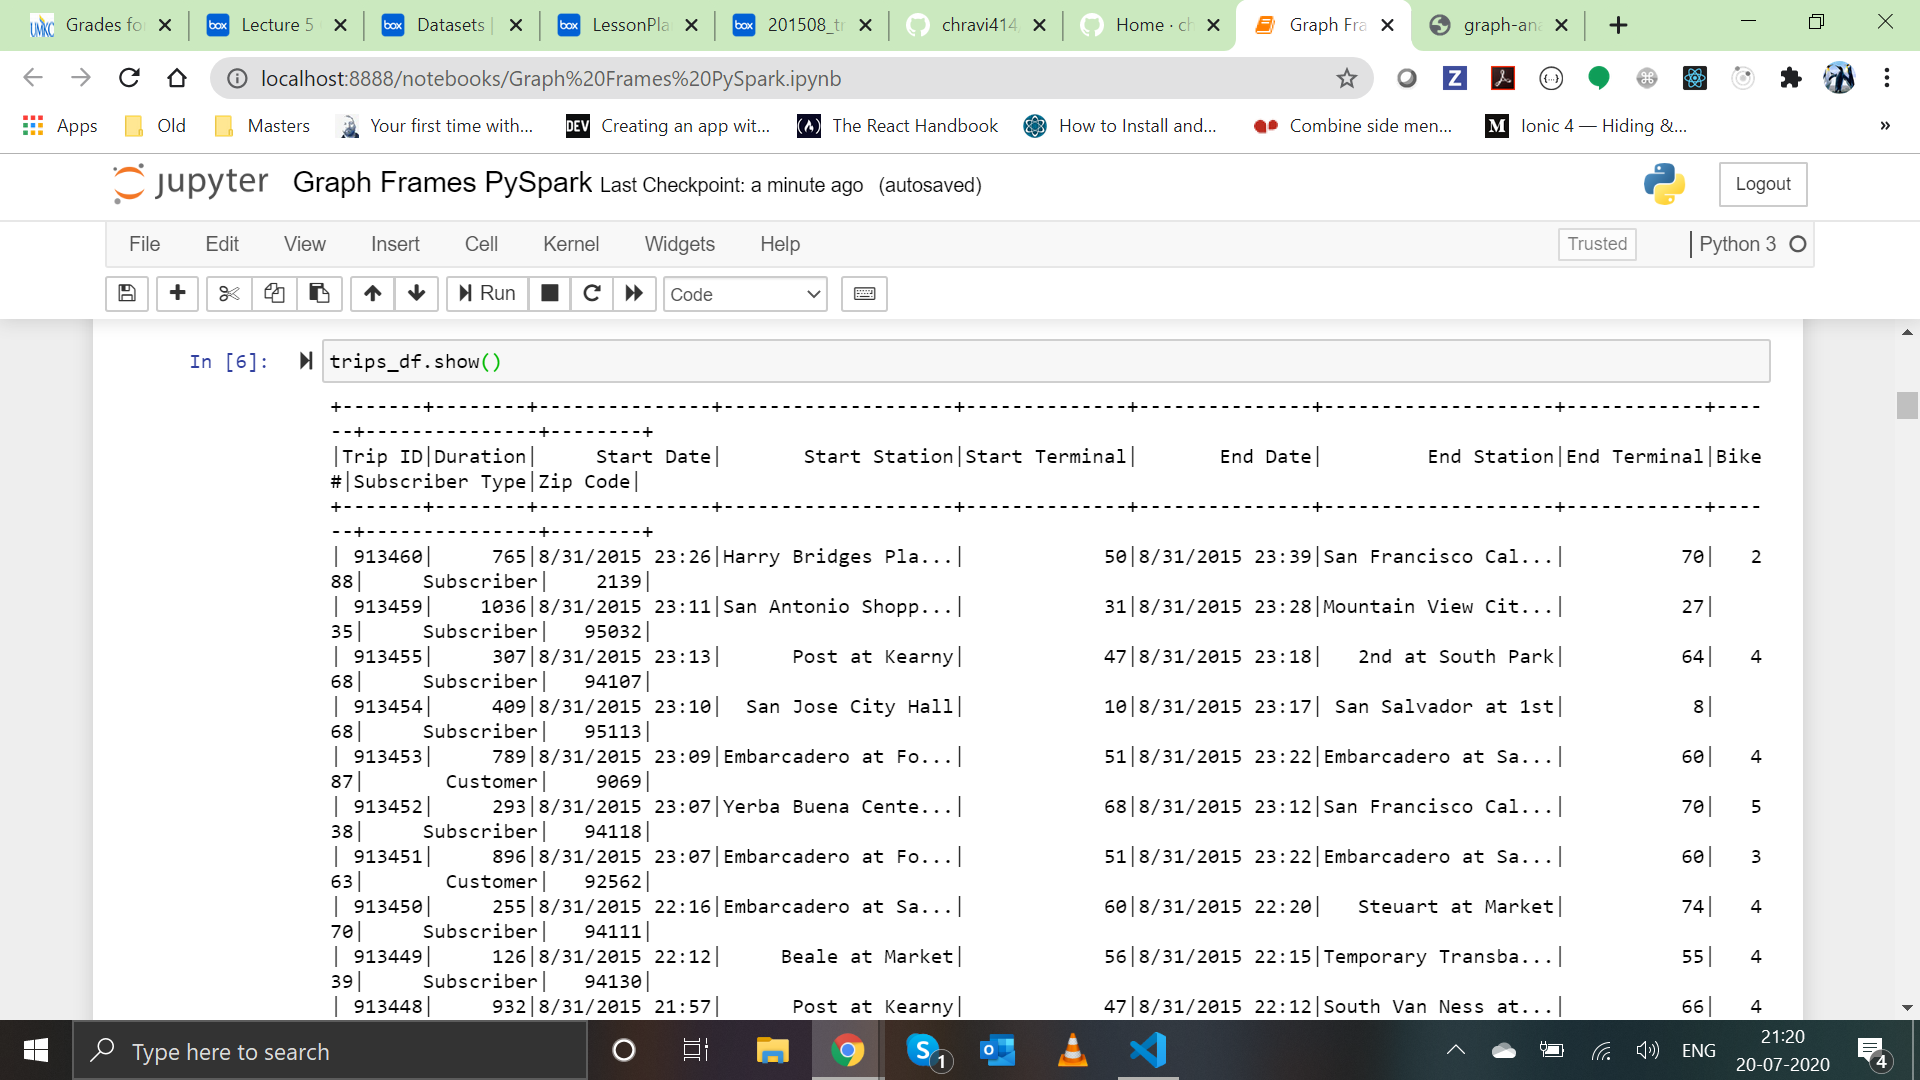 Grades fo
Lecture 5
Datasets |
LessonPla
201508_tr
chravi414
Home · ch
Graph Fra
graph-ana
localhost:8888/notebooks/Graph%20Frames%20PySpark.ipynb
Apps Old Masters Your first time with... Creating an app wit... The React Handbook How to Install and... Combine side men... Ionic 4 — Hiding &... »
jupyter Graph Frames PySpark Last Checkpoint: a minute ago (autosaved) Logout
File Edit View Insert Cell Kernel Widgets Help Trusted Python 3
Run Code
In [6]: trips_df.show()
+-------+--------+---------------+--------------------+--------------+---------------+--------------------+------------+----
--+---------------+--------+
|Trip ID|Duration|     Start Date|       Start Station|Start Terminal|       End Date|         End Station|End Terminal|Bike
#|Subscriber Type|Zip Code|
+-------+--------+---------------+--------------------+--------------+---------------+--------------------+------------+----
--+---------------+--------+
| 913460|     765|8/31/2015 23:26|Harry Bridges Pla...|            50|8/31/2015 23:39|San Francisco Cal...|          70|   2
88|     Subscriber|    2139|
| 913459|    1036|8/31/2015 23:11|San Antonio Shopp...|            31|8/31/2015 23:28|Mountain View Cit...|          27|
35|     Subscriber|   95032|
| 913455|     307|8/31/2015 23:13|      Post at Kearny|            47|8/31/2015 23:18|   2nd at South Park|          64|   4
68|     Subscriber|   94107|
| 913454|     409|8/31/2015 23:10|  San Jose City Hall|            10|8/31/2015 23:17| San Salvador at 1st|           8|
68|     Subscriber|   95113|
| 913453|     789|8/31/2015 23:09|Embarcadero at Fo...|            51|8/31/2015 23:22|Embarcadero at Sa...|          60|   4
87|       Customer|    9069|
| 913452|     293|8/31/2015 23:07|Yerba Buena Cente...|            68|8/31/2015 23:12|San Francisco Cal...|          70|   5
38|     Subscriber|   94118|
| 913451|     896|8/31/2015 23:07|Embarcadero at Fo...|            51|8/31/2015 23:22|Embarcadero at Sa...|          60|   3
63|       Customer|   92562|
| 913450|     255|8/31/2015 22:16|Embarcadero at Sa...|            60|8/31/2015 22:20|   Steuart at Market|          74|   4
70|     Subscriber|   94111|
| 913449|     126|8/31/2015 22:12|     Beale at Market|            56|8/31/2015 22:15|Temporary Transba...|          55|   4
39|     Subscriber|   94130|
| 913448|     932|8/31/2015 21:57|      Post at Kearny|            47|8/31/2015 22:12|South Van Ness at...|          66|   4
Type here to search
ENG
21:20
20-07-2020